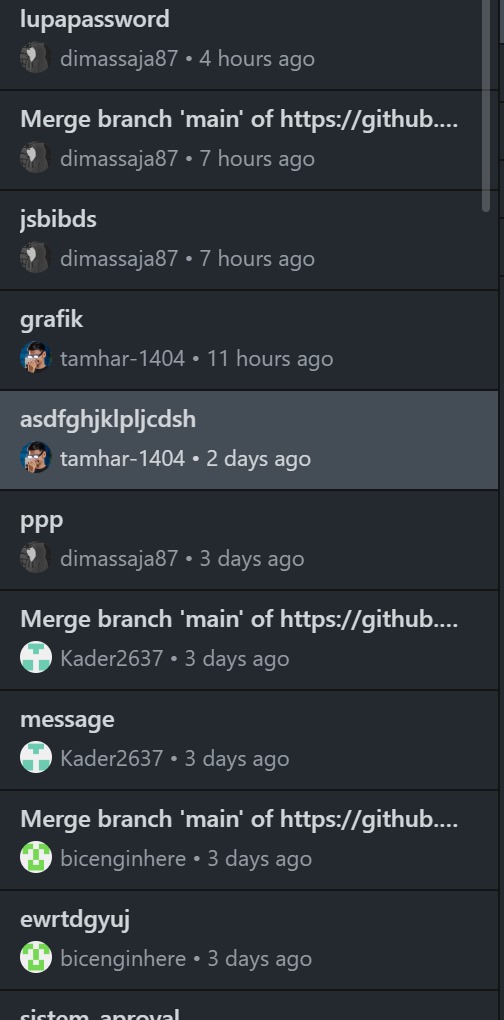 lupapassword
dimassaja87 • 4 hours ago
Merge branch 'main' of https://github....
dimassaja87 • 7 hours ago
jsbibds
dimassaja87 • 7 hours ago
grafik
tamhar-1404 • 11 hours ago
asdfghjklpljcdsh
tamhar-1404 • 2 days ago
ppp
dimassaja87 • 3 days ago
Merge branch 'main' of https://github....
Kader2637 • 3 days ago
message
Kader2637 • 3 days ago
Merge branch 'main' of https://github....
bicenginhere • 3 days ago
ewrtdgyuj
bicenginhere • 3 days ago
sistem aproval